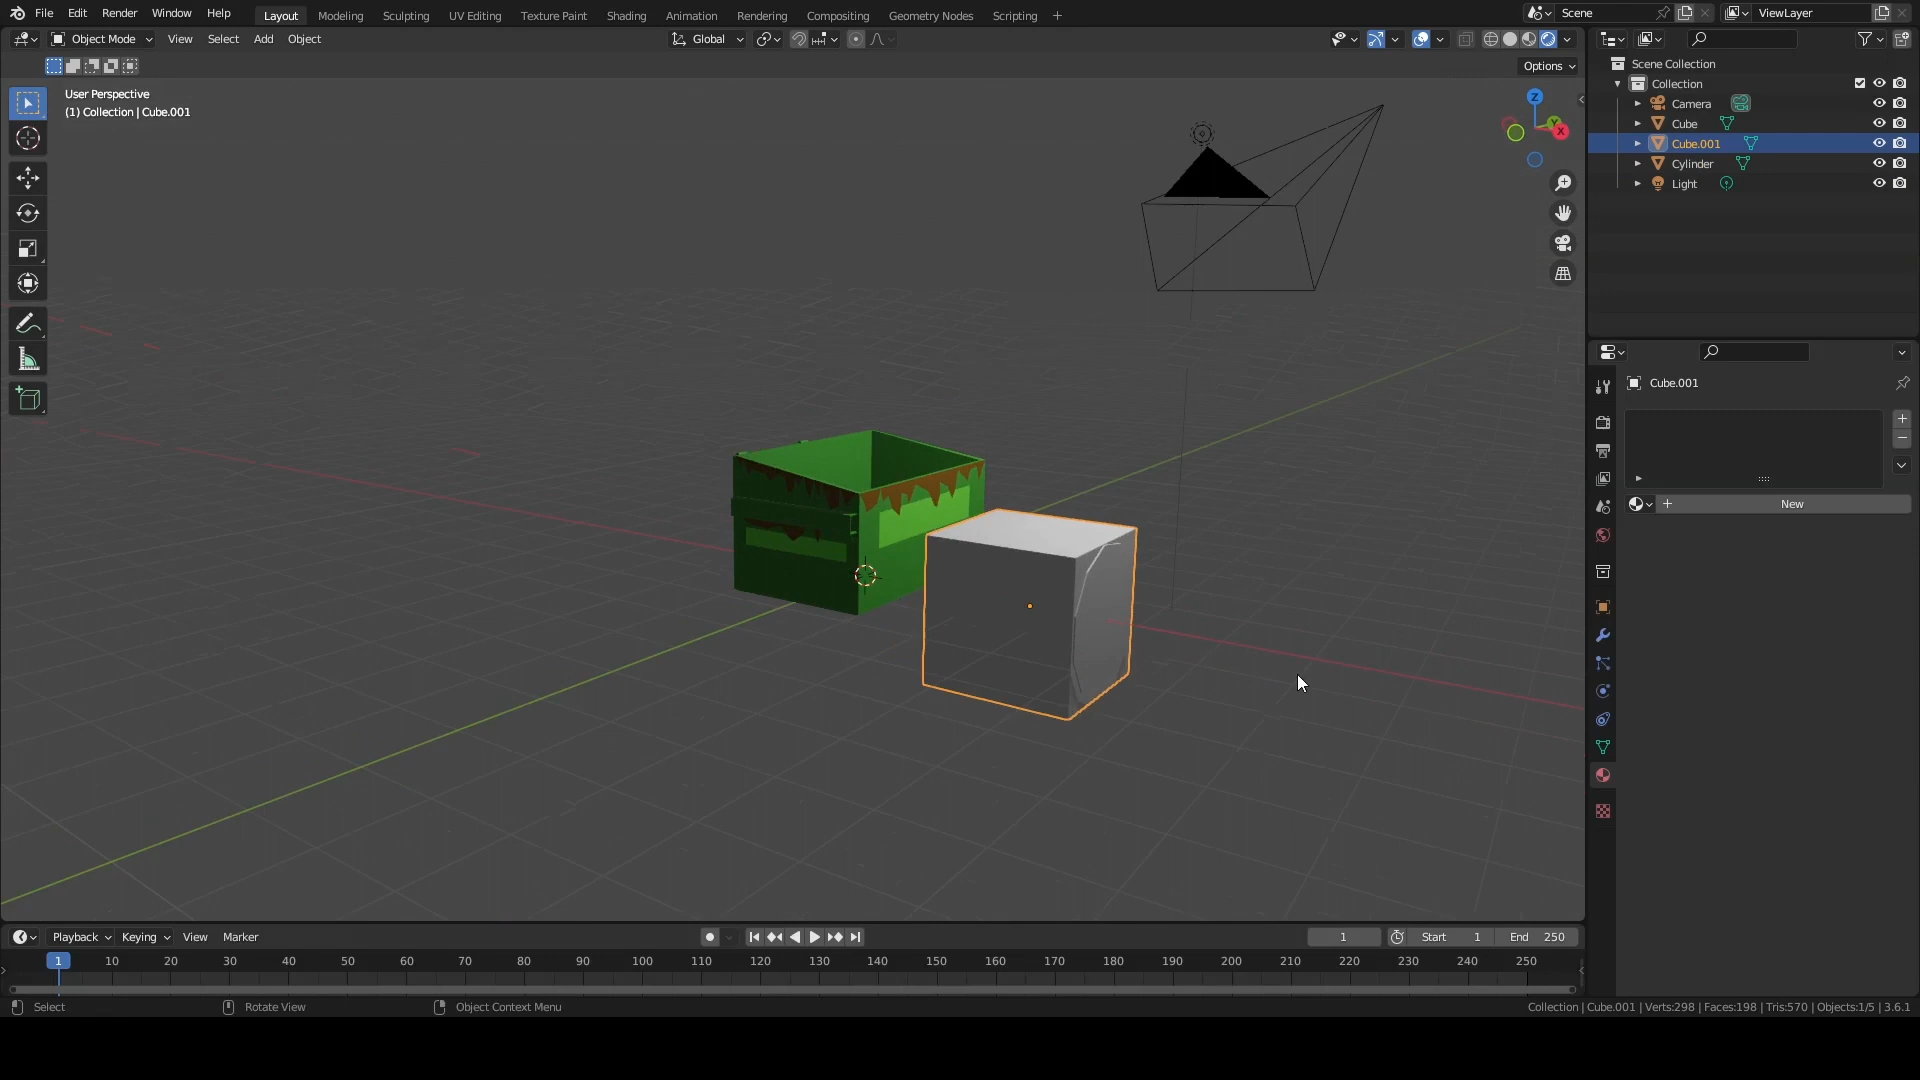 File Edit Render Window Help Layout Modeling Sculpting UV Editing Texture Paint Shading Animation Rendering Compositing Geometry Nodes Scripting + Scene ViewLayer
Object Mode View Select Add Object Global
Options
User Perspective
(1) Collection | Cube.001
Z
Y
X
Scene Collection
Collection
Camera
Cube
Cube.001
Cylinder
Light
Cube.001
New
Playback Keying View Marker 1 Start 1 End 250
1 10 20 30 40 50 60 70 80 90 100 110 120 130 140 150 160 170 180 190 200 210 220 230 240 250
Select Rotate View Object Context Menu Collection | Cube.001 | Verts:298 | Faces:198 | Tris:570 | Objects:1/5 | 3.6.1